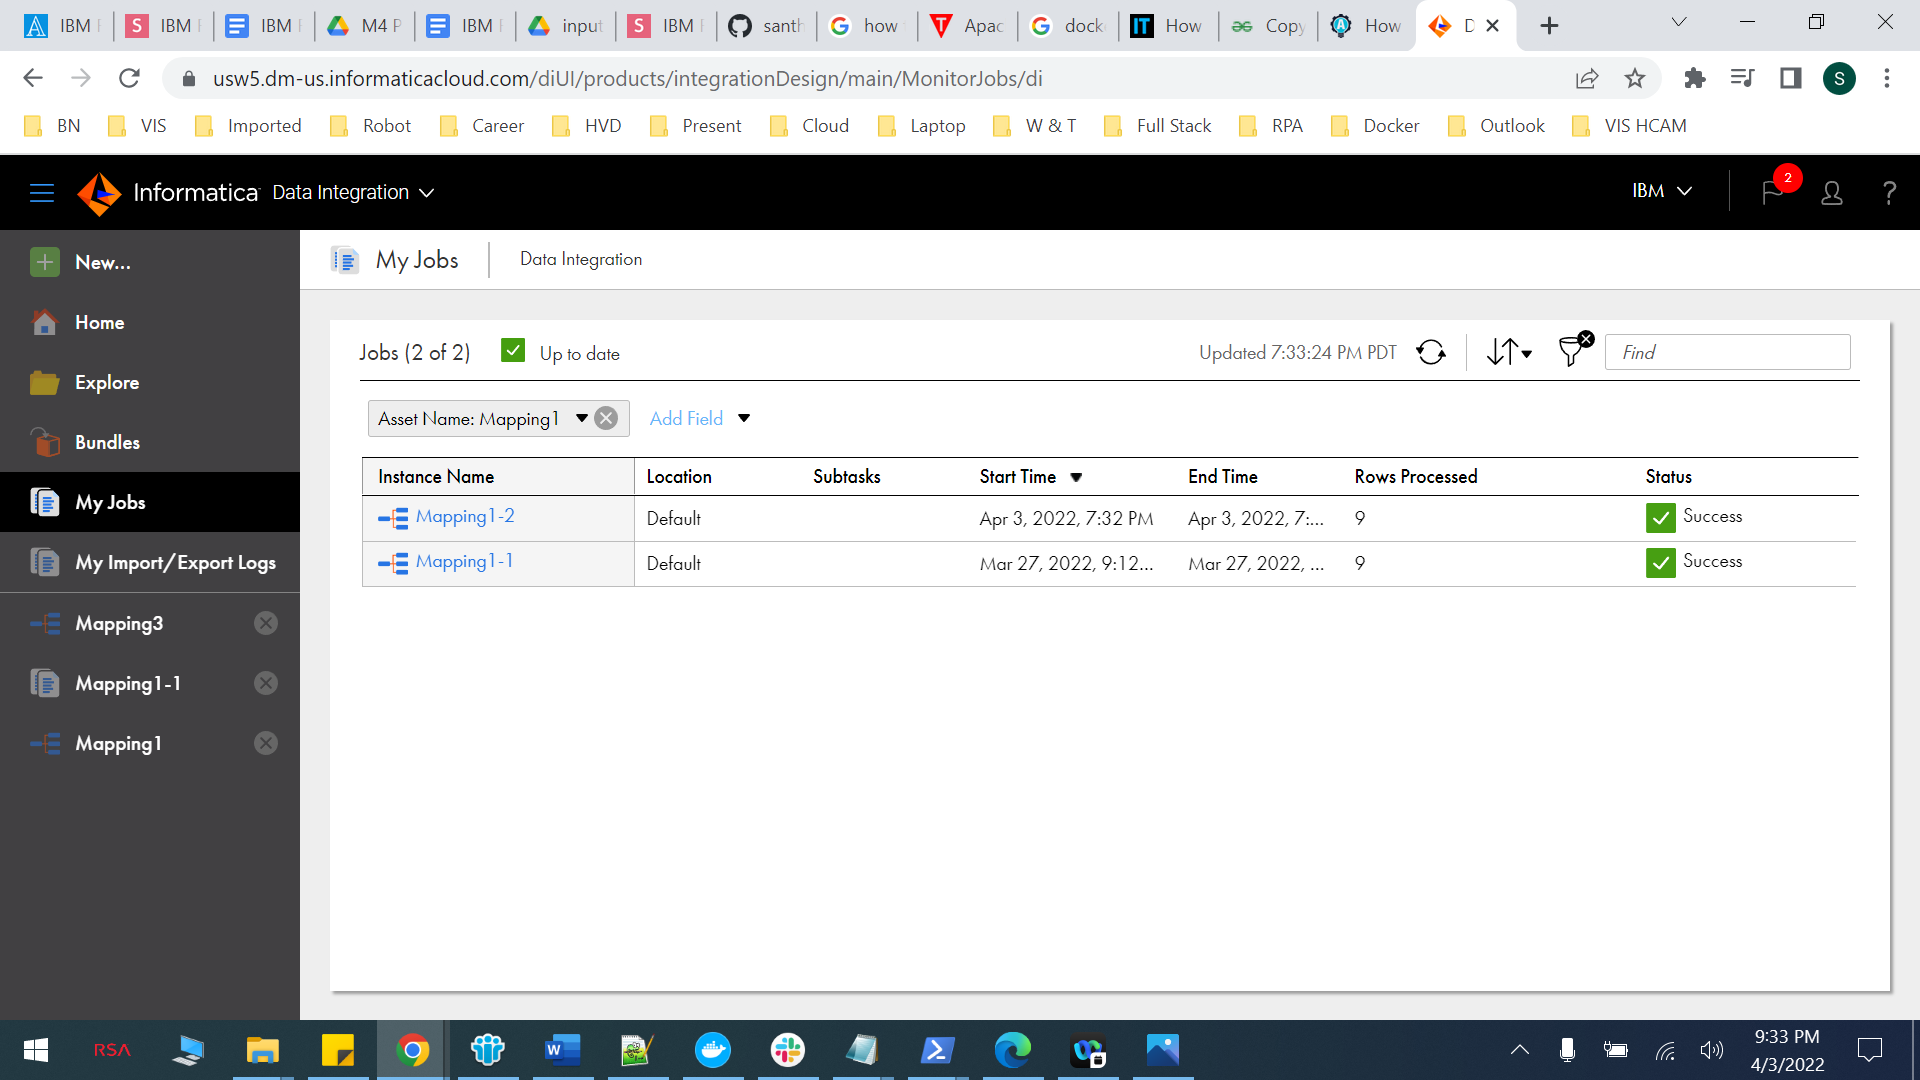 IBM
IBM
IBM
M4 P
IBM
input
IBM
santh
how
Apac
dock
How
Copy
How
D
usw5.dm-us.informaticacloud.com/diUI/products/integrationDesign/main/MonitorJobs/di
S
BN VIS Imported Robot Career HVD Present Cloud Laptop W & T Full Stack RPA Docker Outlook VIS HCAM
Informatica Data Integration
IBM
2
?
New...
Home
Explore
Bundles
My Jobs
My Import/Export Logs
Mapping3
Mapping1-1
Mapping1
My Jobs
Data Integration
Jobs (2 of 2)
Up to date
Updated 7:33:24 PM PDT
Find
Asset Name: Mapping1
Add Field
Instance Name Location Subtasks Start Time End Time Rows Processed Status
Mapping1-2 Default Apr 3, 2022, 7:32 PM Apr 3, 2022, 7:... 9 Success
Mapping1-1 Default Mar 27, 2022, 9:12... Mar 27, 2022, ... 9 Success
RSA
9:33 PM
4/3/2022